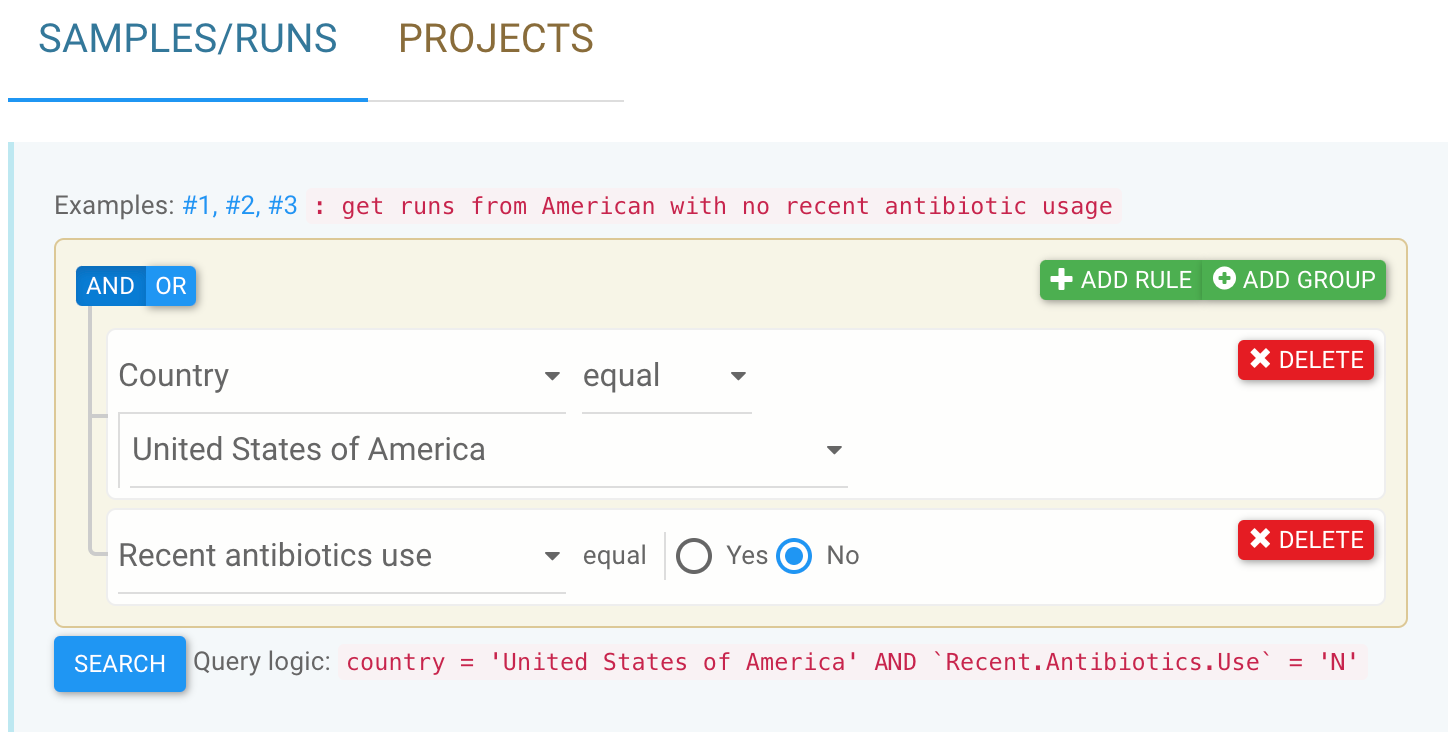 SAMPLES/RUNS PROJECTS
Examples: #1, #2, #3 : get runs from American with no recent antibiotic usage
AND OR ADD RULE ADD GROUP
Country equal DELETE
United States of America
Recent antibiotics use equal Yes No DELETE
SEARCH Query logic: country = 'United States of America' AND `Recent.Antibiotics.Use` = 'N'